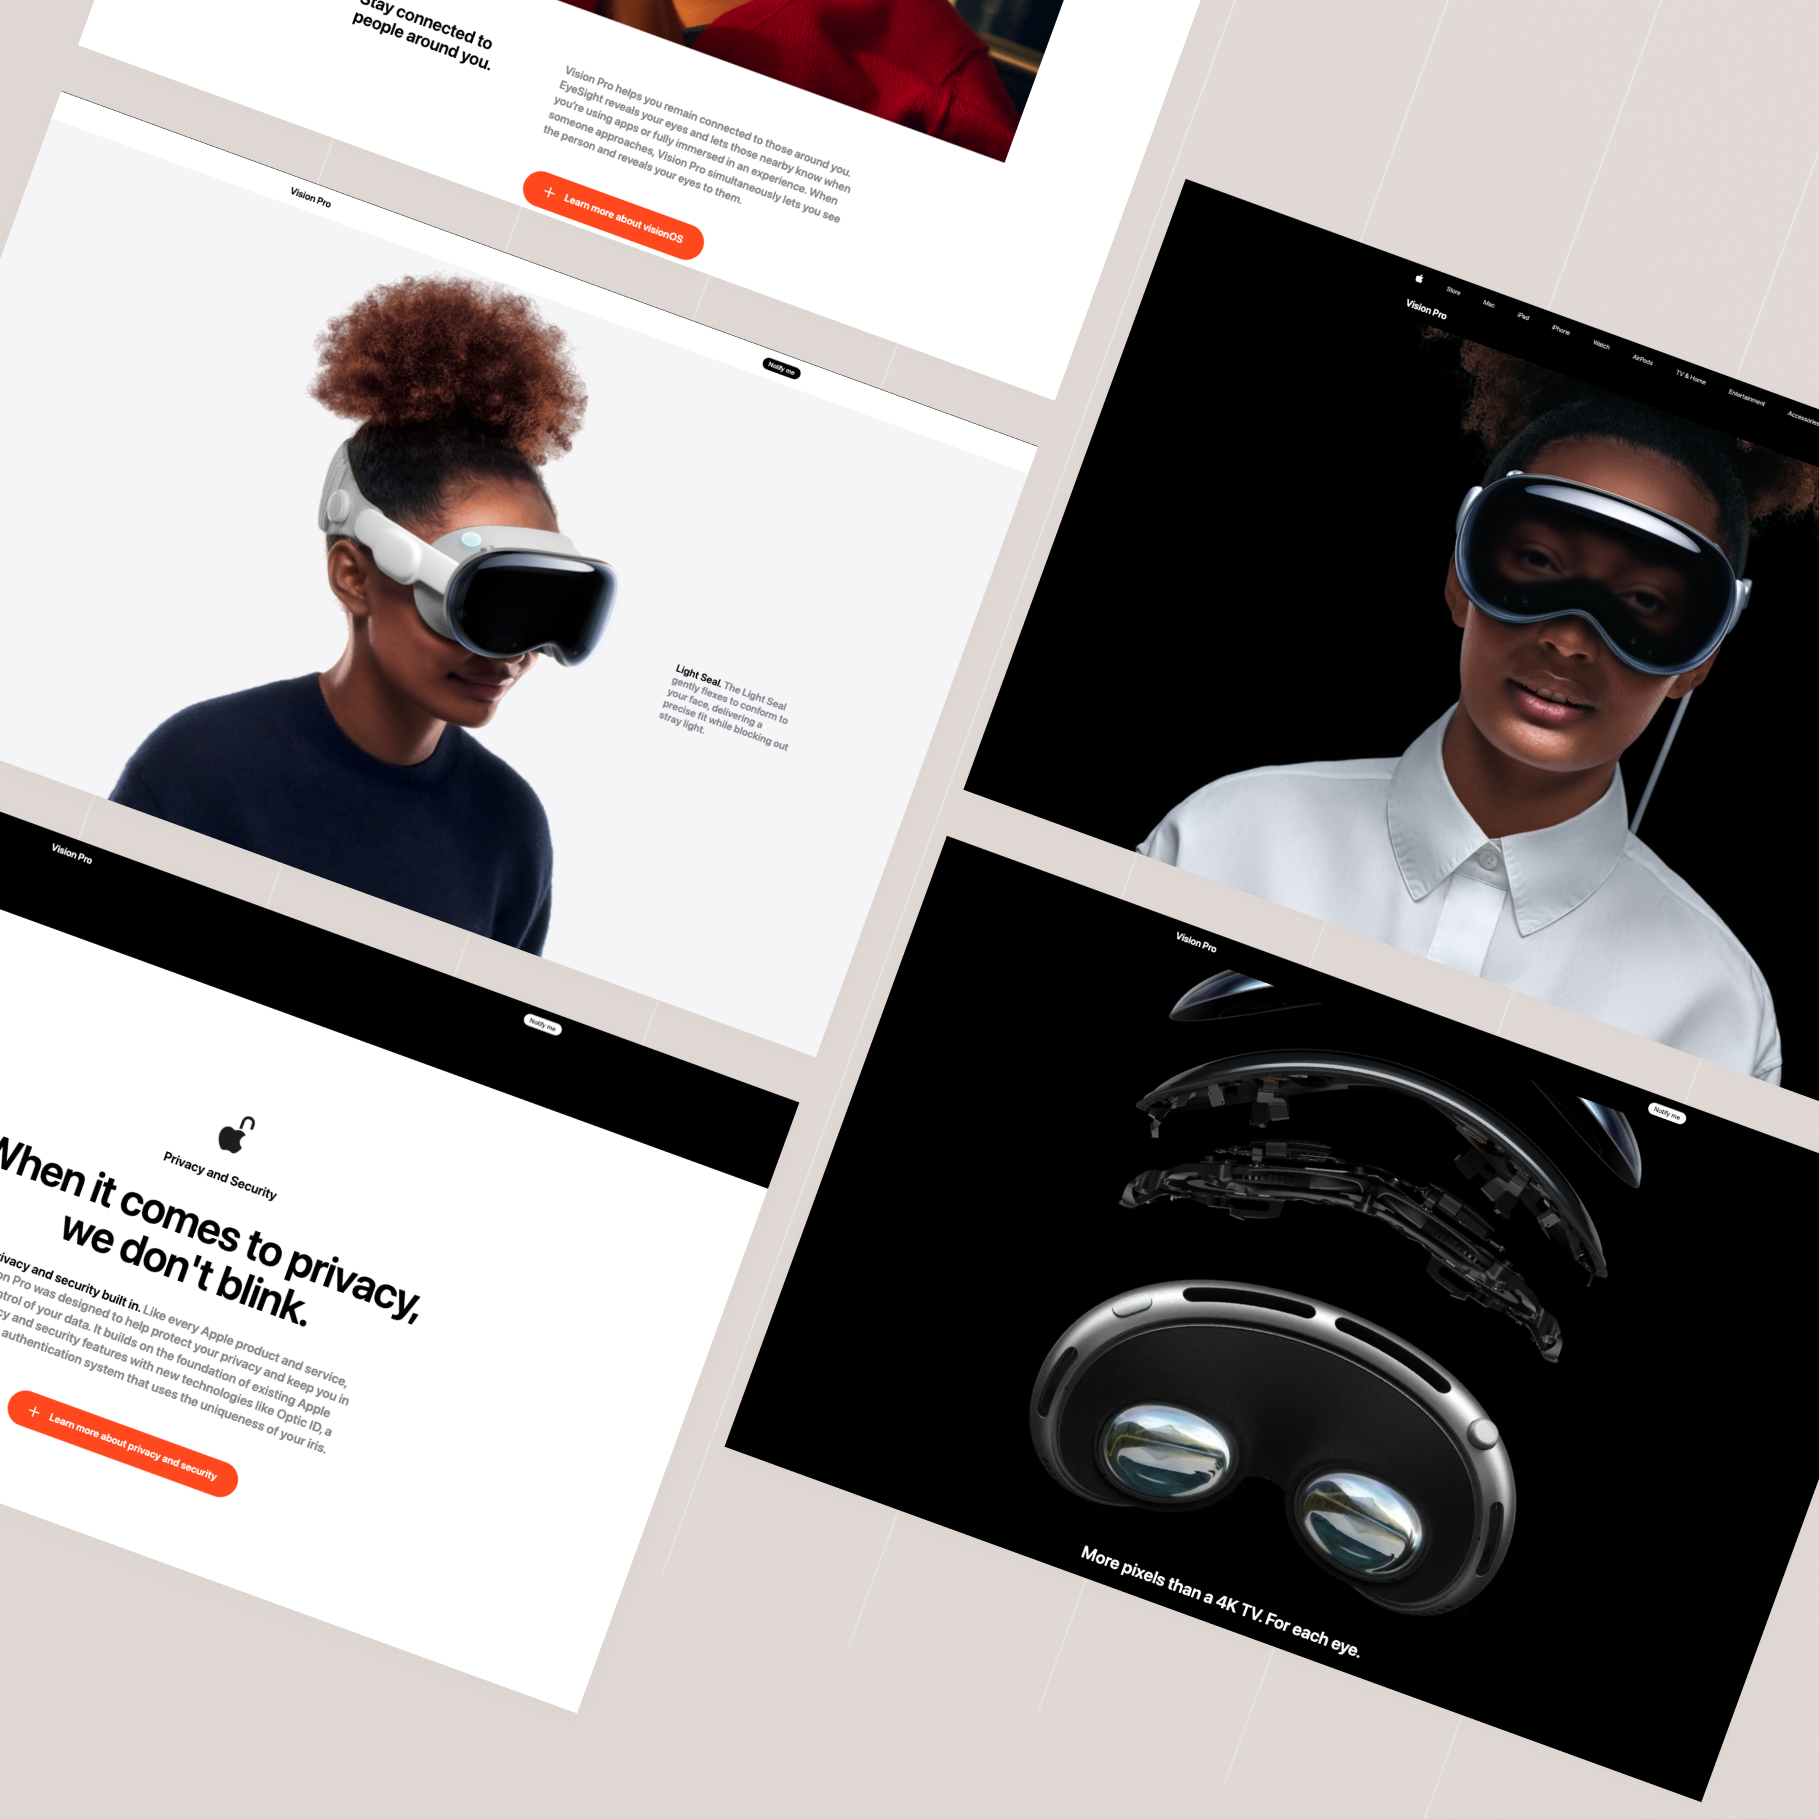 Stay connected to
people around you.
Vision Pro helps you remain connected to those around you.
EyeSight reveals your eyes and lets those nearby know when
you're using apps or fully immersed in an experience. When
someone approaches, Vision Pro simultaneously lets you see
the person and reveals your eyes to them.
Learn more about visionOS
Vision Pro
Notify me
Light Seal. The Light Seal
gently flexes to conform to
your face, delivering a
precise fit while blocking out
stray light.
Vision Pro
Notify me
Privacy and Security
When it comes to privacy,
we don't blink.
privacy and security built in. Like every Apple product and service,
Pro was designed to help protect your privacy and keep you in
of your data. It builds on the foundation of existing Apple
and security features with new technologies like Optic ID, a
authentication system that uses the uniqueness of your iris.
Learn more about privacy and security
Store Mac iPad iPhone Watch AirPods TV & Home Entertainment Accessories
Vision Pro
Vision Pro
Notify me
More pixels than a 4K TV. For each eye.